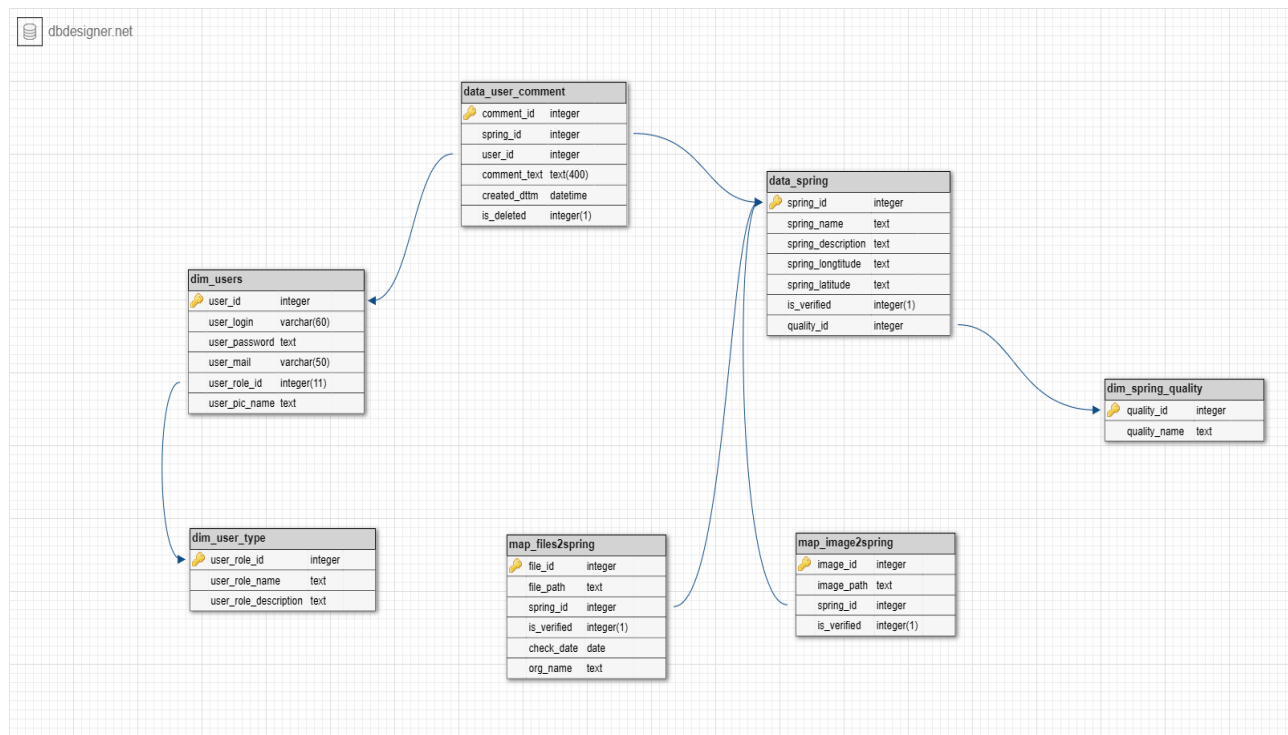 dbdesigner.net
data_user_comment
comment_id integer
spring_id integer
user_id integer
comment_text text(400)
created_dttm datetime
is_deleted integer(1)
data_spring
spring_id integer
spring_name text
spring_description text
spring_longtitude text
spring_latitude text
is_verified integer(1)
quality_id integer
dim_users
user_id integer
user_login varchar(60)
user_password text
user_mail varchar(50)
user_role_id integer(11)
user_pic_name text
dim_spring_quality
quality_id integer
quality_name text
dim_user_type
user_role_id integer
user_role_name text
user_role_description text
map_files2spring
file_id integer
file_path text
spring_id integer
is_verified integer(1)
check_date date
org_name text
map_image2spring
image_id integer
image_path text
spring_id integer
is_verified integer(1)